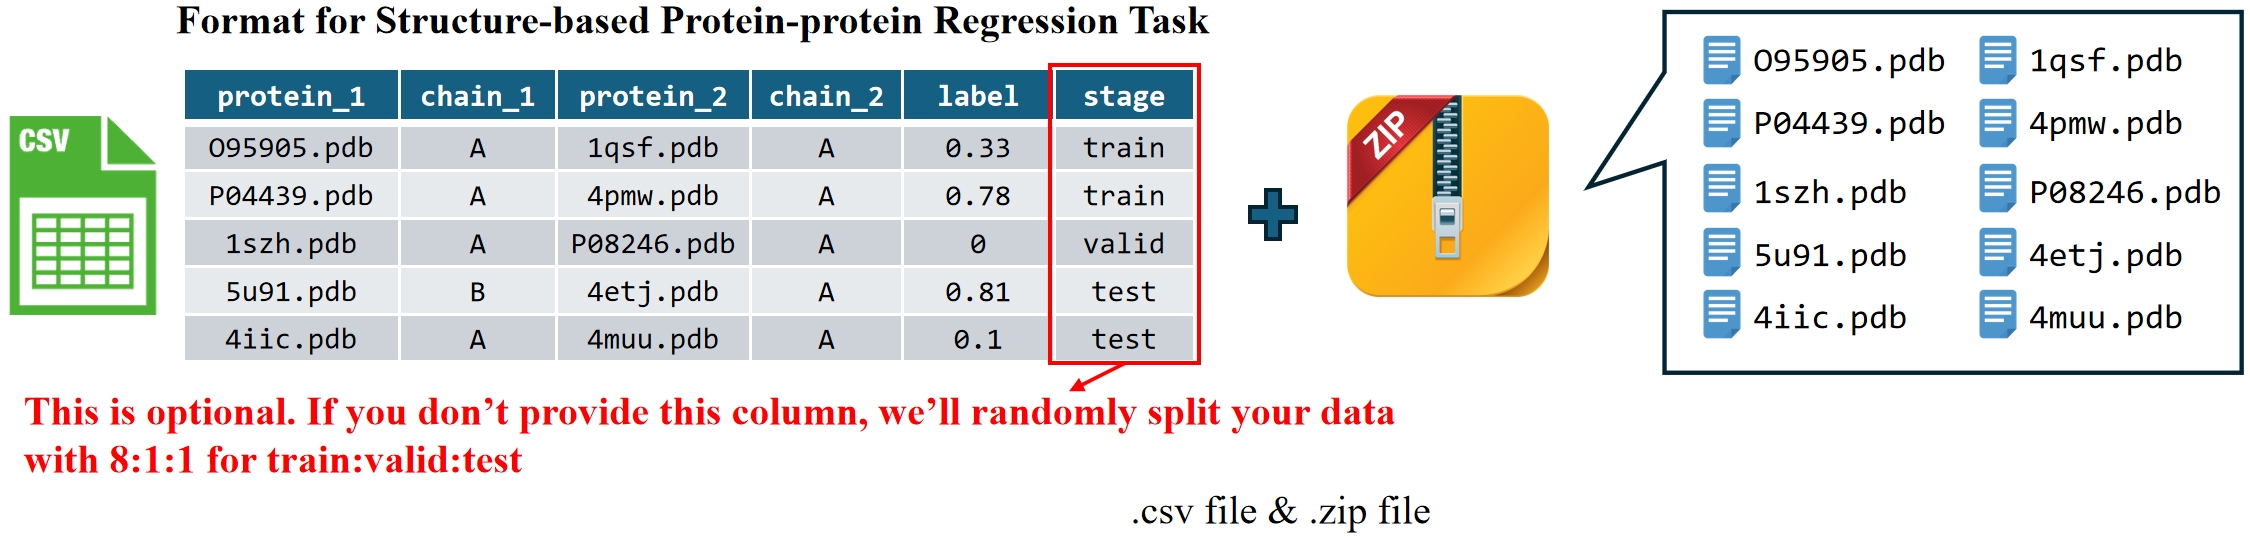 Format for Structure-based Protein-protein Regression Task
CSV
protein_1 chain_1 protein_2 chain_2 label stage
O95905.pdb A 1qsf.pdb A 0.33 train
P04439.pdb A 4pmw.pdb A 0.78 train
1szh.pdb A P08246.pdb A 0 valid
5u91.pdb B 4etj.pdb A 0.81 test
4iic.pdb A 4muu.pdb A 0.1 test
This is optional. If you don’t provide this column, we’ll randomly split your data
with 8:1:1 for train:valid:test
ZIP
O95905.pdb 1qsf.pdb
P04439.pdb 4pmw.pdb
1szh.pdb P08246.pdb
5u91.pdb 4etj.pdb
4iic.pdb 4muu.pdb
.csv file & .zip file